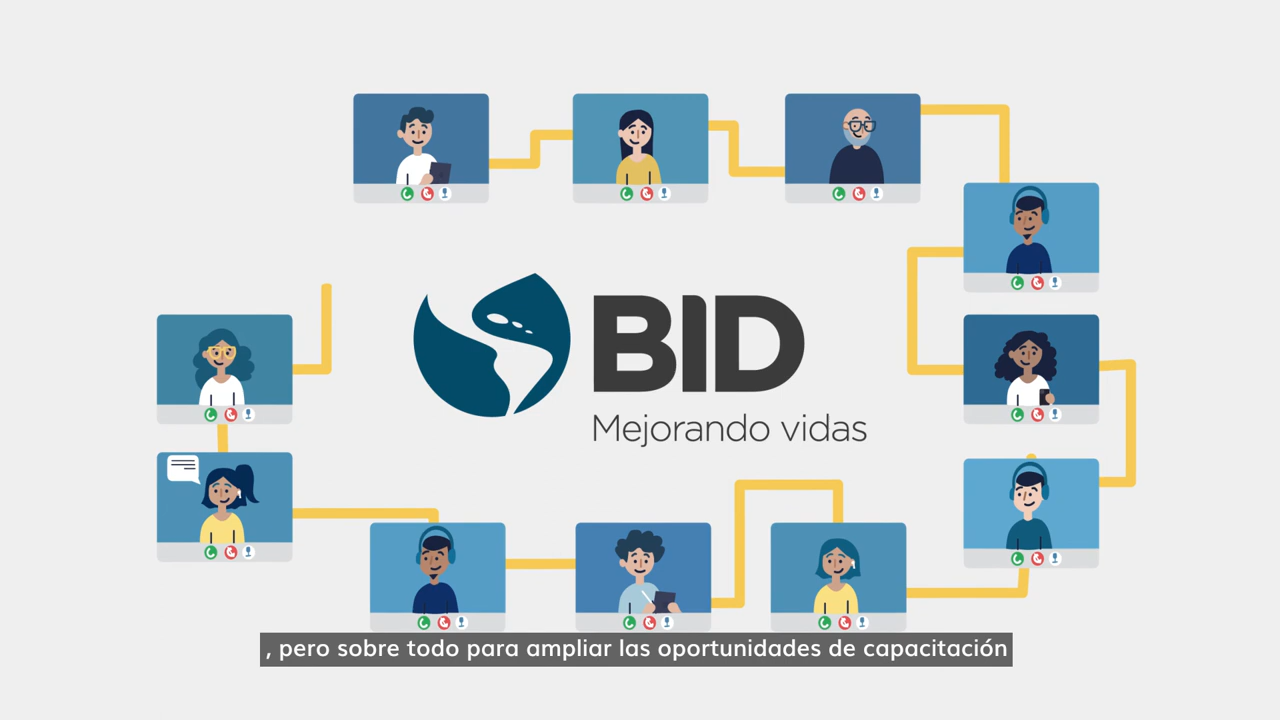 BID
Mejorando vidas
, pero sobre todo para ampliar las oportunidades de capacitación